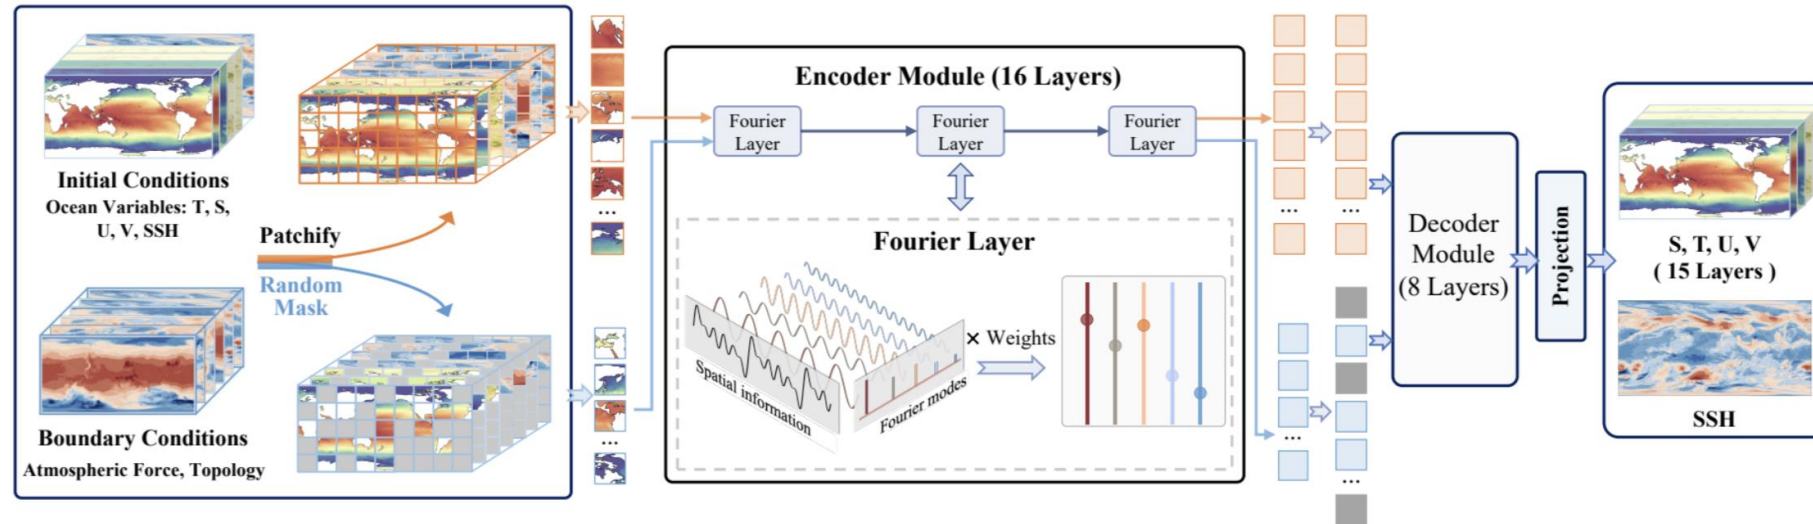 Initial Conditions
Ocean Variables: T, S,
U, V, SSH
Patchify
Random
Mask
Boundary Conditions
Atmospheric Force, Topology
...
...
Encoder Module (16 Layers)
Fourier
Layer
Fourier
Layer
Fourier
Layer
Fourier Layer
Spatial information
Fourier modes
× Weights
...
...
...
...
Decoder
Module
(8 Layers)
Projection
S, T, U, V
( 15 Layers )
SSH